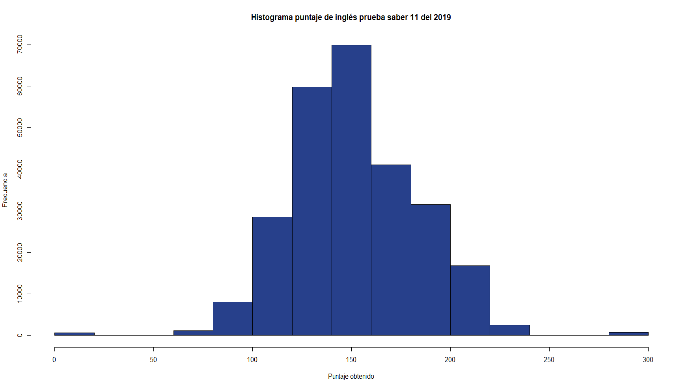 Histograma puntaje de inglés prueba saber 11 del 2019
Frecuencia
70000
60000
50000
40000
30000
20000
10000
0
0 50 100 150 200 250 300
Puntaje obtenido